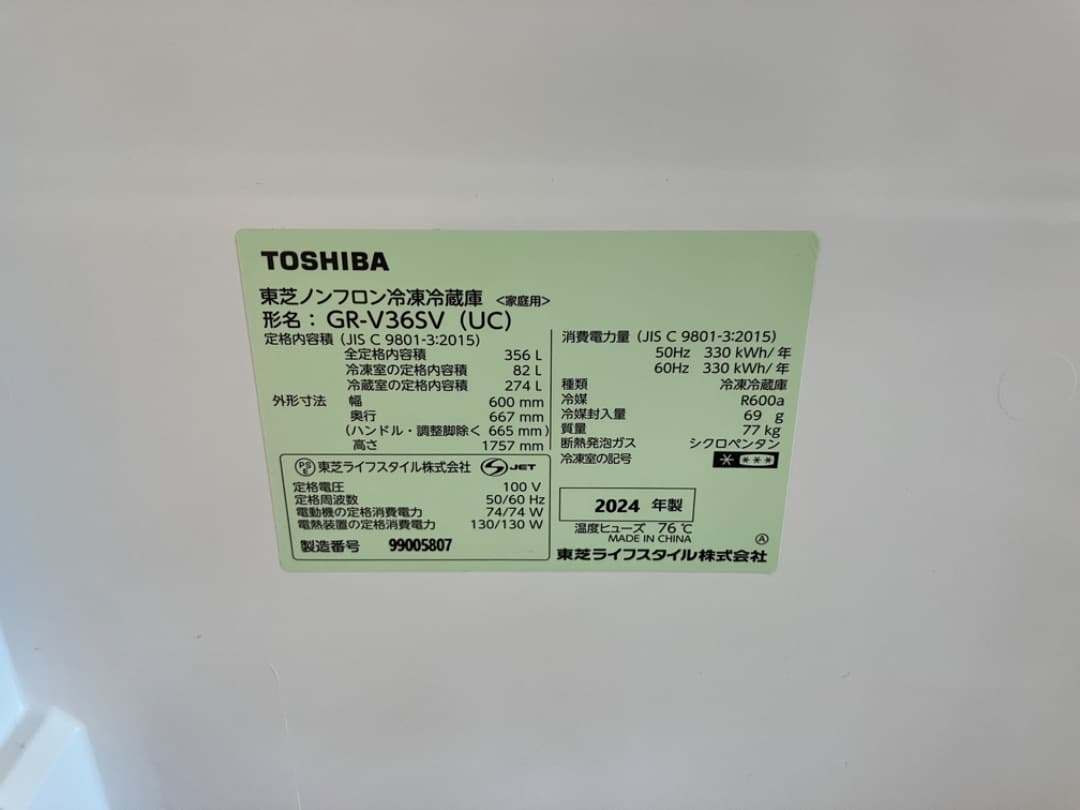 TOSHIBA
東芝ノンフロン冷凍冷蔵庫 <家庭用>
形名： GR-V36SV (UC)
定格内容積 (JIS C 9801-3:2015)
全定格内容積 356 L
冷凍室の定格内容積 82 L
冷蔵室の定格内容積 274 L
外形寸法 幅 600 mm
奥行 667 mm
(ハンドル・調整脚除く 665 mm)
高さ 1757 mm
PS E 東芝ライフスタイル株式会社 S JET
定格電圧 100 V
定格周波数 50/60 Hz
電動機の定格消費電力 74/74 W
電熱装置の定格消費電力 130/130 W
製造番号 99005807
消費電力量 (JIS C 9801-3:2015)
50Hz 330 kWh/年
60Hz 330 kWh/年
種類 冷凍冷蔵庫
冷媒 R600a
冷媒封入量 69 g
質量 77 kg
断熱発泡ガス シクロペンタン
冷凍室の記号 * ***
2024 年製
温度ヒューズ 76 ℃
MADE IN CHINA Ⓐ
東芝ライフスタイル株式会社